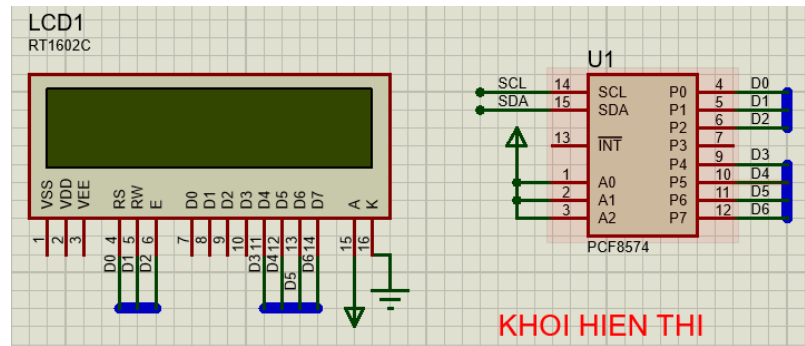 LCD1
RT1602C
VSS VDD VEE RS RW E D0 D1 D2 D3 D4 D5 D6 D7 A K
1 2 3 4 5 6 7 8 9 10 11 12 13 14 15 16
D0 D1 D2 D3 D4 D5 D6
U1
SCL 14 SCL P0 4 D0
SDA 15 SDA P1 5 D1
P2 6 D2
13 INT P3 7
P4 9 D3
1 A0 P5 10 D4
2 A1 P6 11 D5
3 A2 P7 12 D6
PCF8574
KHOI HIEN THI